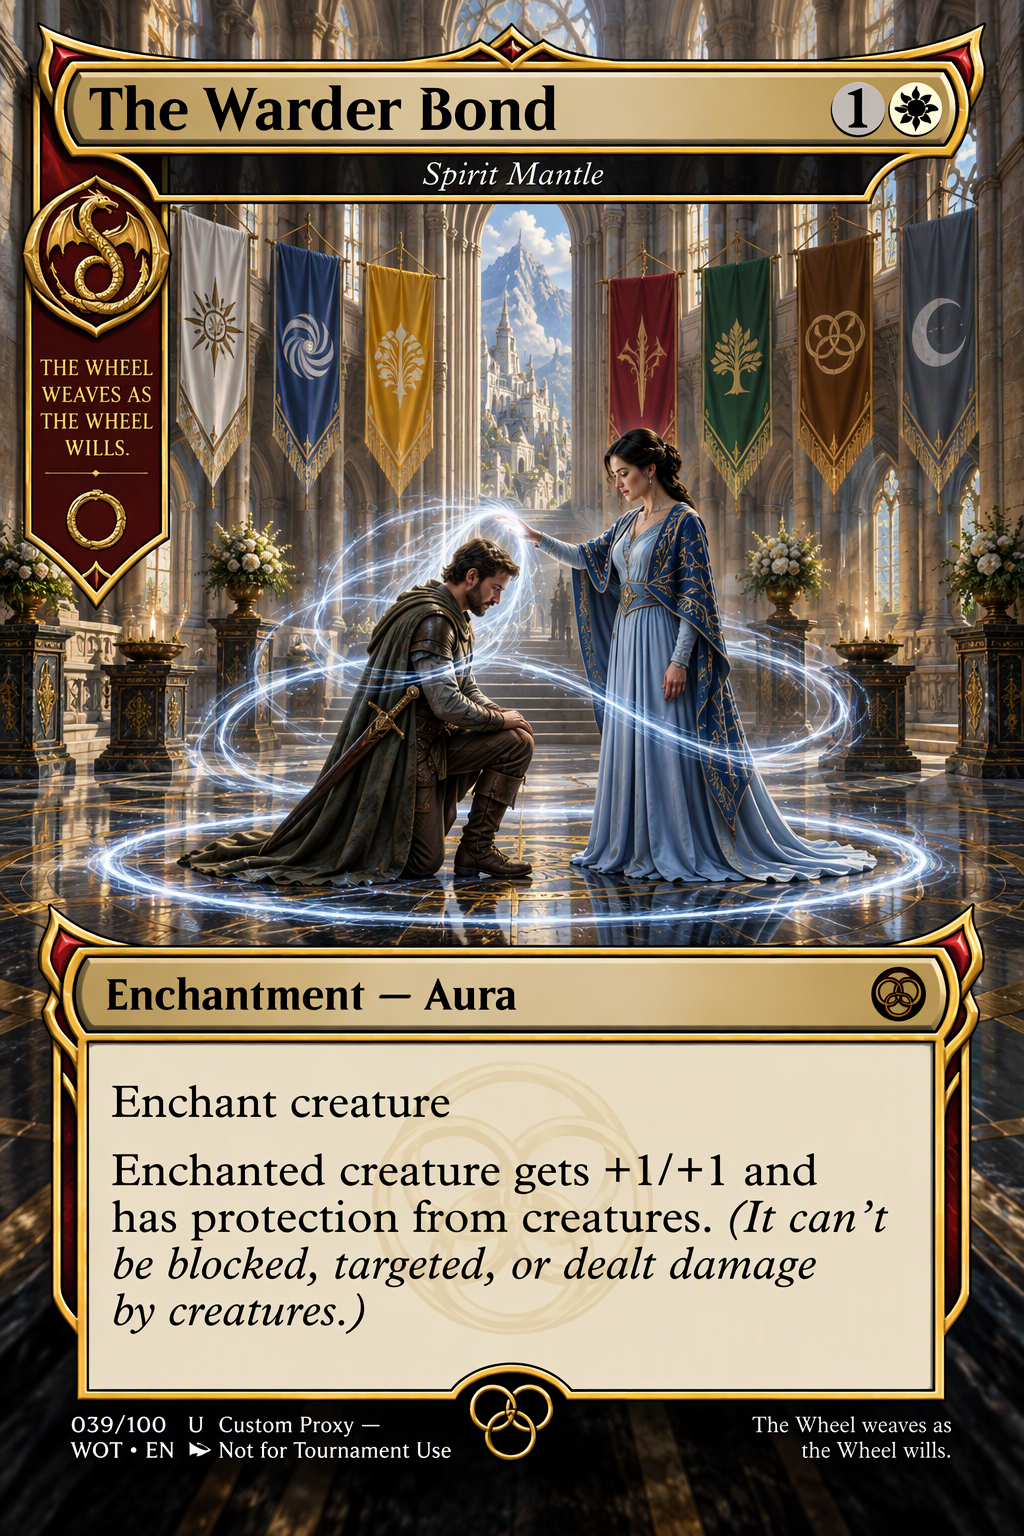 The Warder Bond 1
Spirit Mantle
THE WHEEL
WEAVES AS
THE WHEEL
WILLS.
Enchantment — Aura
Enchant creature
Enchanted creature gets +1/+1 and
has protection from creatures. (It can’t
be blocked, targeted, or dealt damage
by creatures.)
039/100 U Custom Proxy —
WOT • EN Not for Tournament Use
The Wheel weaves as
the Wheel wills.